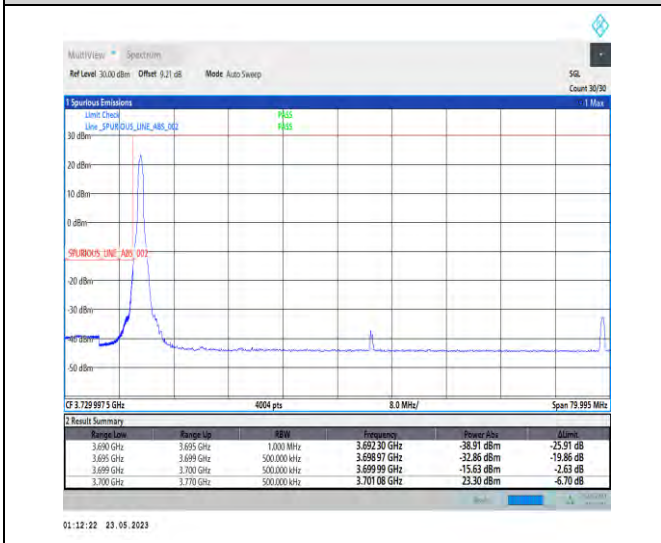 MultiView Spectrum
Ref Level 30.00 dBm Offset 9.21 dB Mode Auto Sweep SGL
Count 30/30
1 Spurious Emissions 1 Max
Limit Check PASS
Line _SPURIOUS_LINE_ABS_002 PASS
30 dBm
20 dBm
10 dBm
0 dBm
_SPURIOUS_LINE_ABS_002
-20 dBm
-30 dBm
-40 dBm
-50 dBm
CF 3.729 997 5 GHz 4004 pts 8.0 MHz/ Span 79.995 MHz
2 Result Summary
Range Low Range Up RBW Frequency Power Abs ΔLimit
3.690 GHz 3.695 GHz 1.000 MHz 3.692 30 GHz -38.91 dBm -25.91 dB
3.695 GHz 3.699 GHz 500.000 kHz 3.698 97 GHz -32.86 dBm -19.86 dB
3.699 GHz 3.700 GHz 500.000 kHz 3.699 99 GHz -15.63 dBm -2.63 dB
3.700 GHz 3.770 GHz 500.000 kHz 3.701 08 GHz 23.30 dBm -6.70 dB
01:12:22 23.05.2023